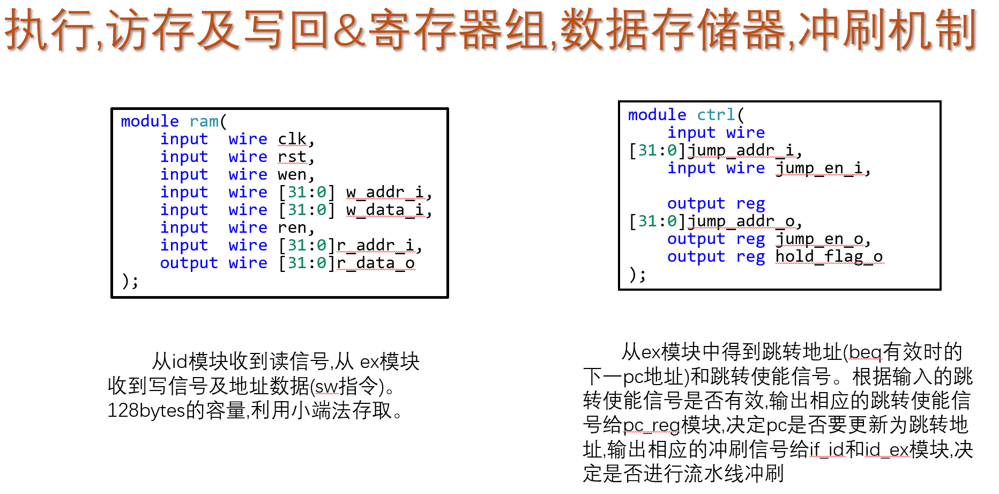 执行,访存及写回&寄存器组,数据存储器,冲刷机制
module ram(
    input  wire clk,
    input  wire rst,
    input  wire wen,
    input  wire [31:0] w_addr_i,
    input  wire [31:0] w_data_i,
    input  wire ren,
    input  wire [31:0]r_addr_i,
    output wire [31:0]r_data_o
);
从id模块收到读信号,从 ex模块
收到写信号及地址数据(sw指令)。
128bytes的容量,利用小端法存取。
module ctrl(
    input wire
[31:0]jump_addr_i,
    input wire jump_en_i,
    output reg
[31:0]jump_addr_o,
    output reg jump_en_o,
    output reg hold_flag_o
);
从ex模块中得到跳转地址(beq有效时的
下一pc地址)和跳转使能信号。根据输入的跳
转使能信号是否有效,输出相应的跳转使能信
号给pc_reg模块,决定pc是否要更新为跳转地
址,输出相应的冲刷信号给if_id和id_ex模块,决
定是否进行流水线冲刷